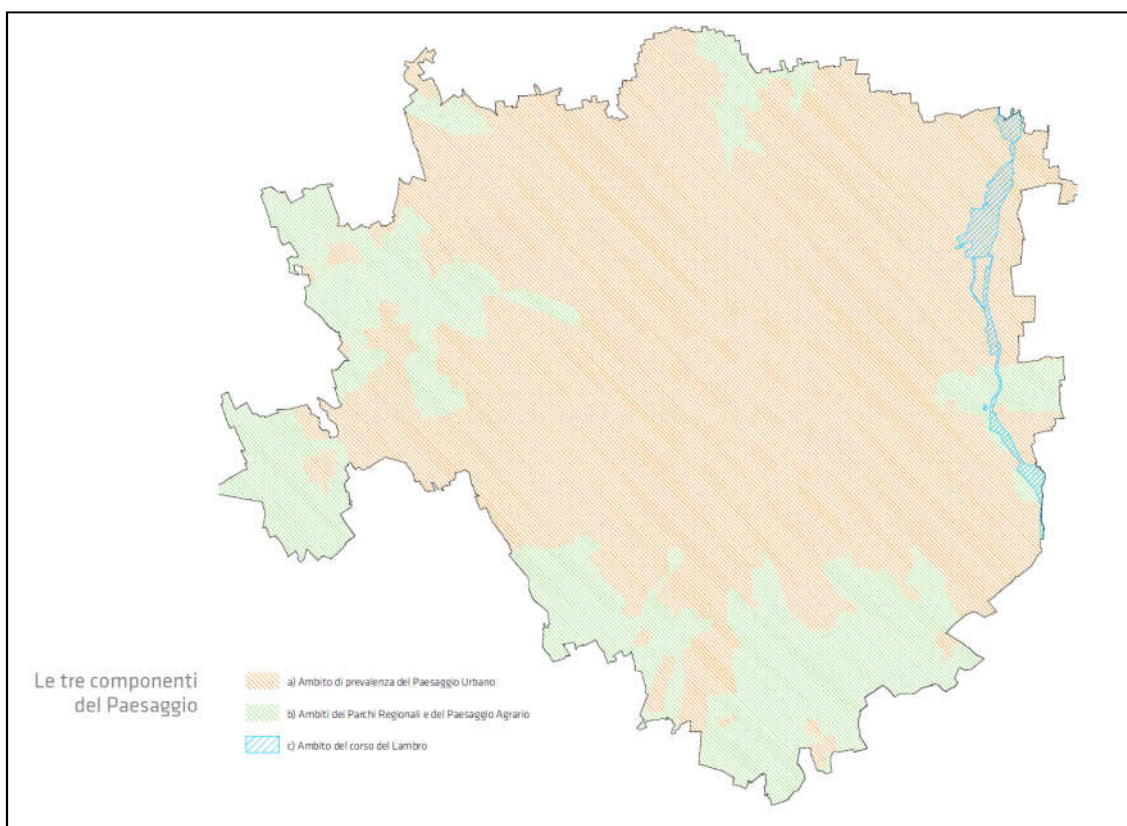 Le tre componenti
del Paesaggio
a) Ambito di prevalenza del Paesaggio Urbano
b) Ambiti dei Parchi Regionali e del Paesaggio Agrario
c) Ambito del corso del Lambro